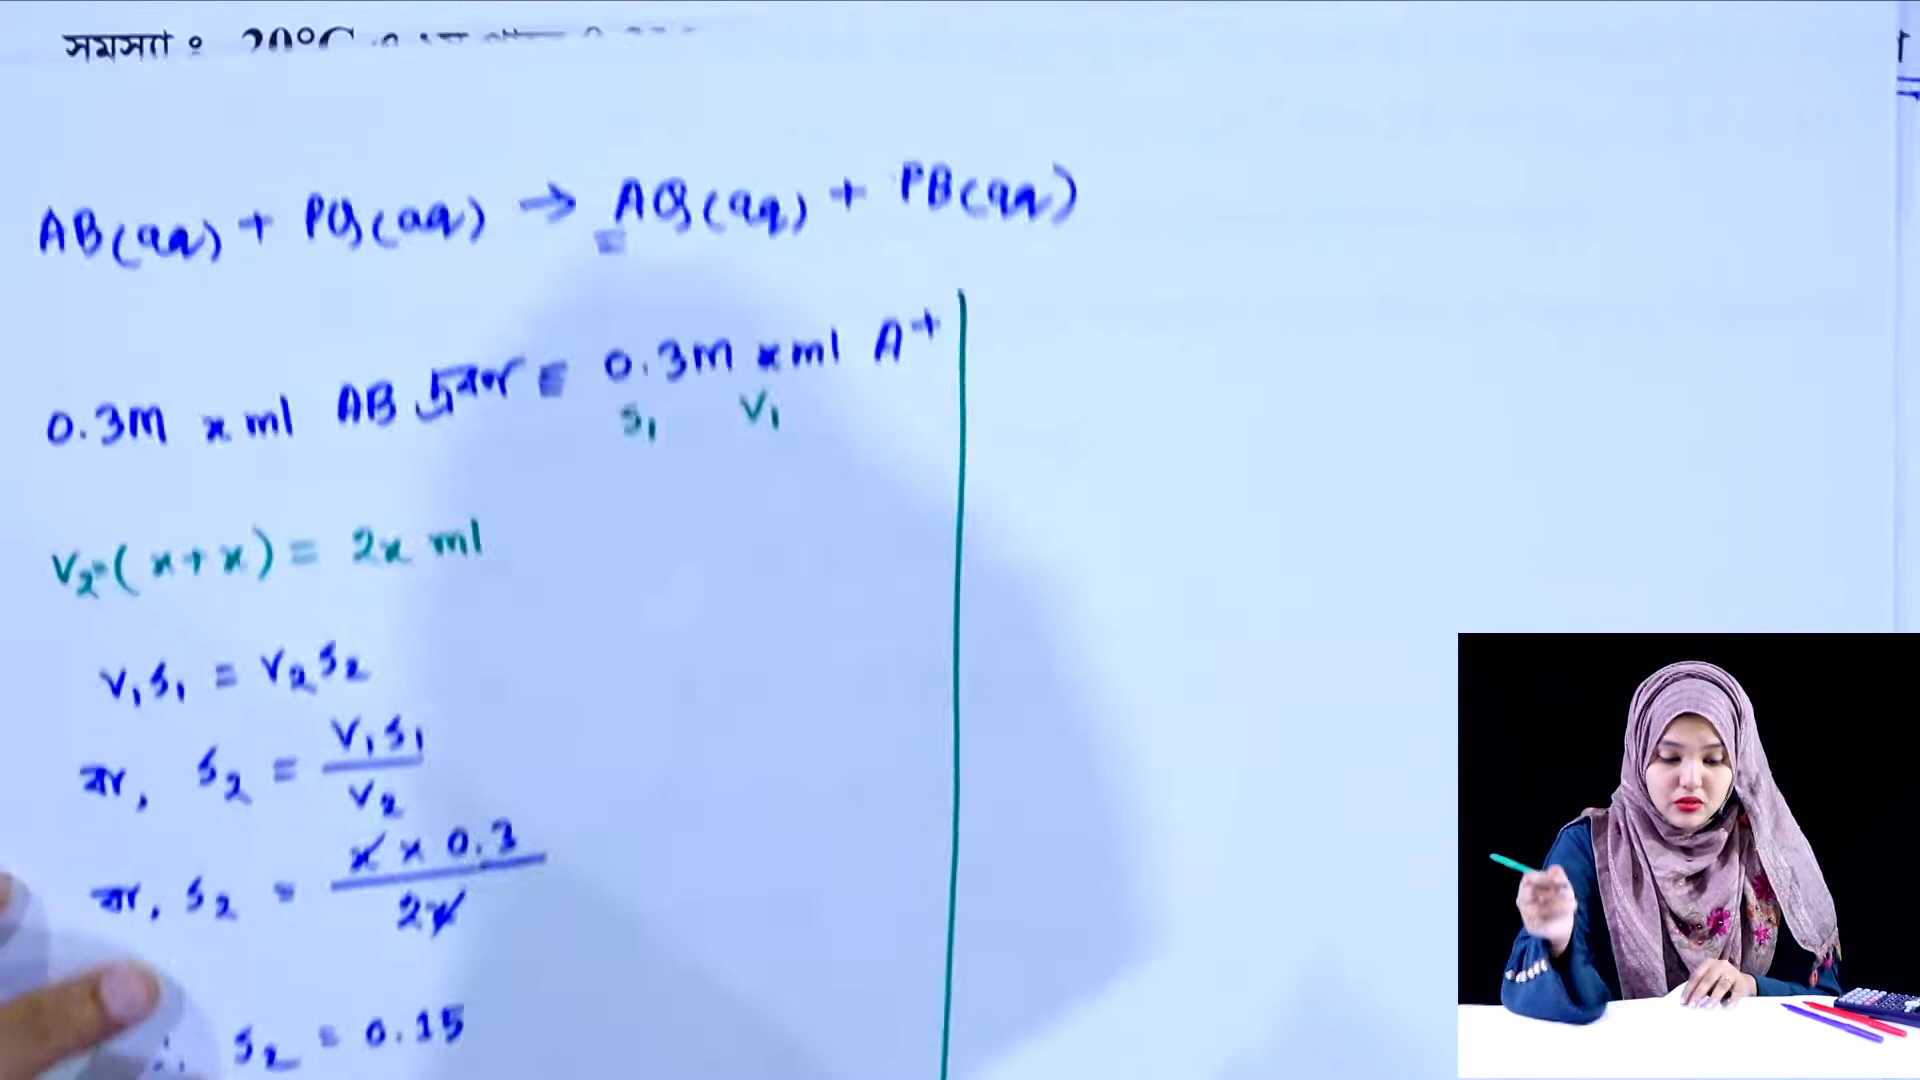 সমস্যা ঃ 20°C
AB(aq) + PQ(aq) → AQ(aq) + PB(aq)
0.3M x ml AB দ্রবণ ≡ 0.3M x ml A+
S₁ V₁
V₂=(x+x) = 2x ml
V₁S₁ = V₂S₂
বা, S₂ = V₁S₁ / V₂
বা, S₂ = x × 0.3 / 2x
∴ S₂ = 0.15